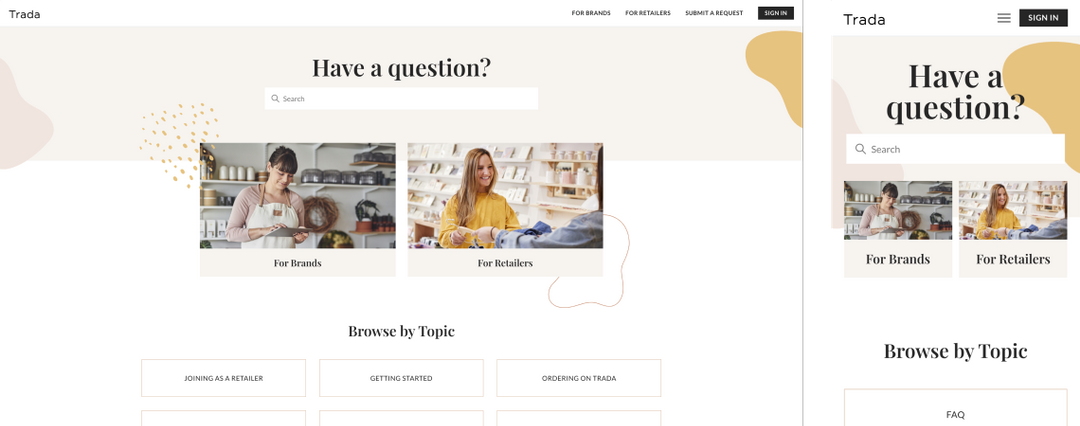 Trada
FOR BRANDS FOR RETAILERS SUBMIT A REQUEST SIGN IN
Have a question?
Search
For Brands For Retailers
Browse by Topic
JOINING AS A RETAILER GETTING STARTED ORDERING ON TRADA
Trada SIGN IN
Have a
question?
Search
For Brands For Retailers
Browse by Topic
FAQ